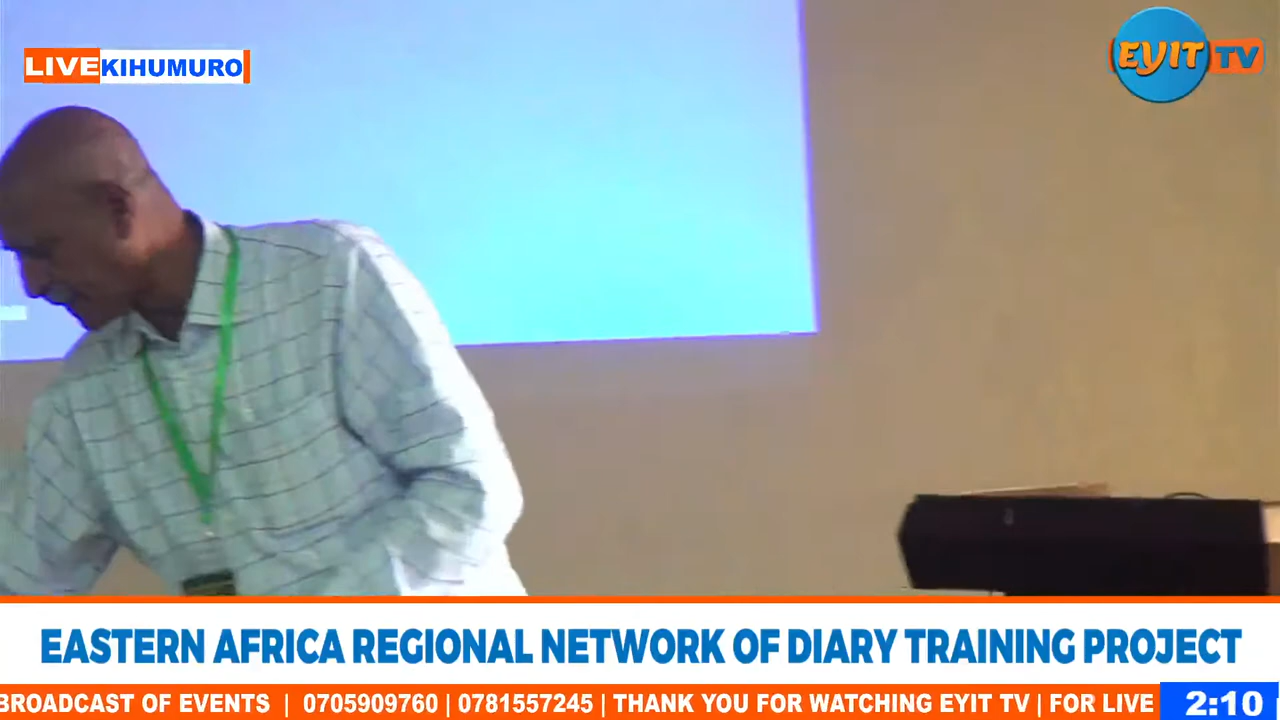 LIVE KIHUMURO
EYIT TV
EASTERN AFRICA REGIONAL NETWORK OF DIARY TRAINING PROJECT
BROADCAST OF EVENTS | 0705909760 | 0781557245 | THANK YOU FOR WATCHING EYIT TV | FOR LIVE
2:10